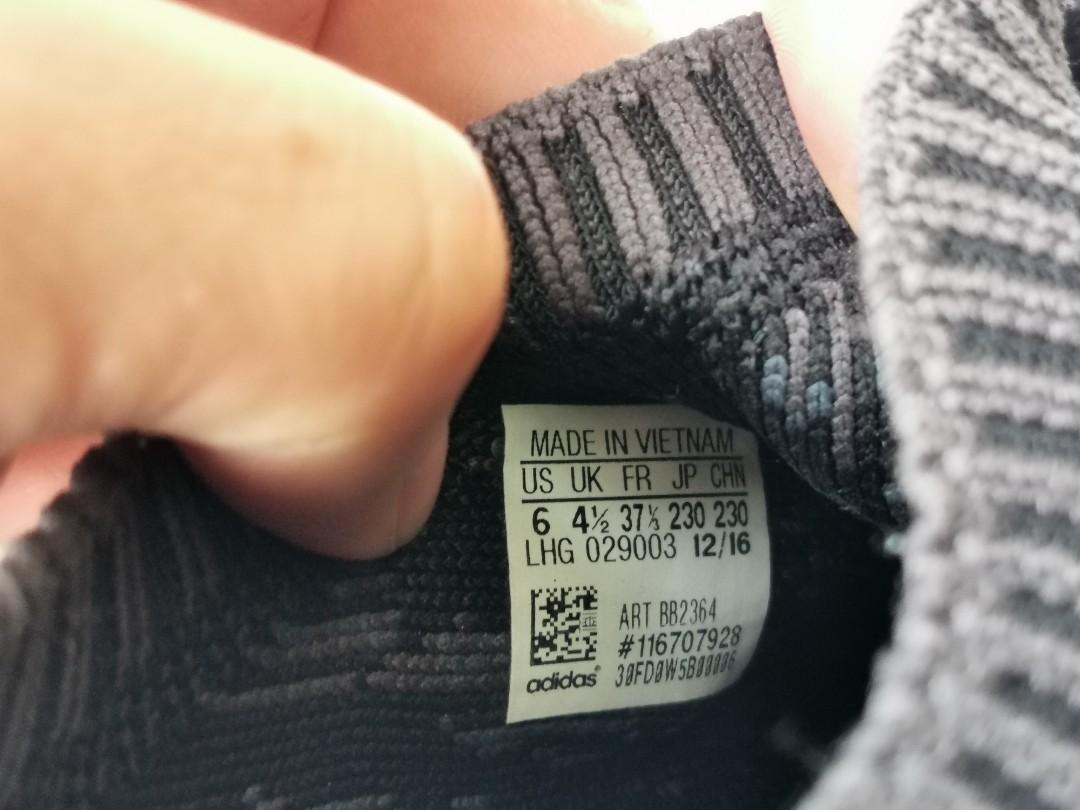 MADE IN VIETNAM
US UK FR JP CHN
6 4½ 37⅓ 230 230
LHG 029003 12/16
ART BB2364
#116707928
30FD0W5B00006
adidas®